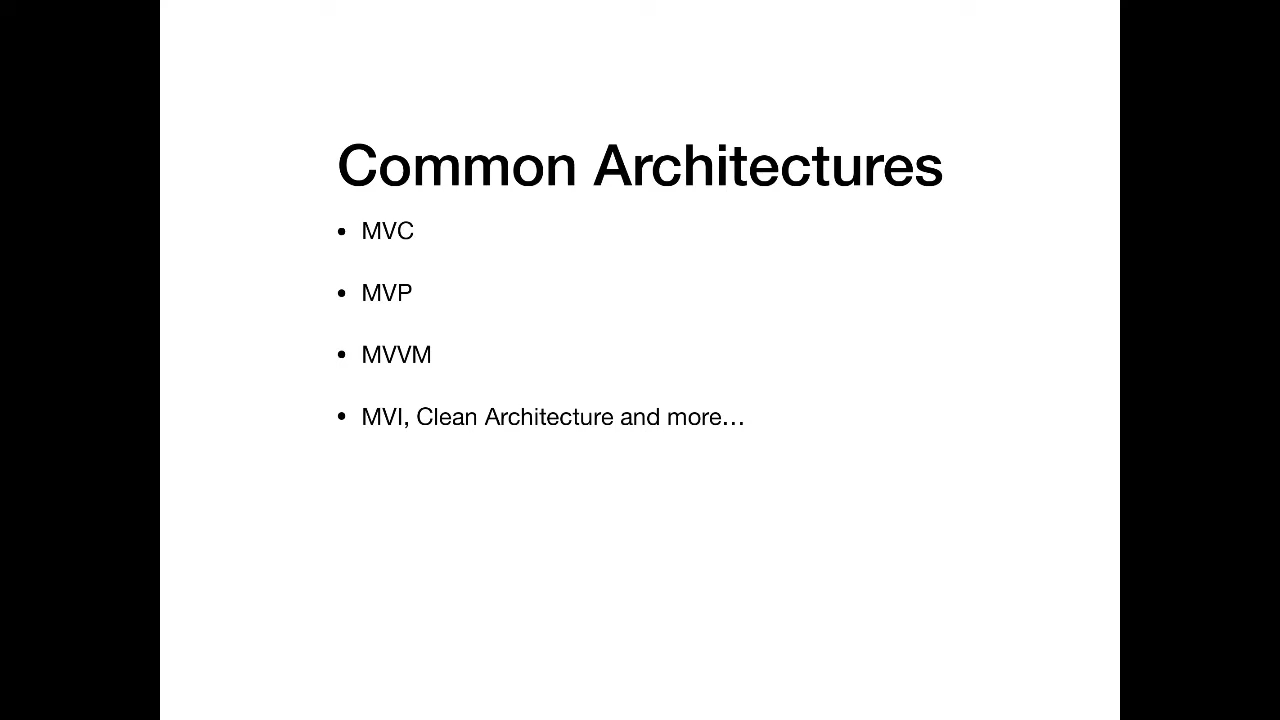 Common Architectures
• MVC
• MVP
• MVVM
• MVI, Clean Architecture and more…